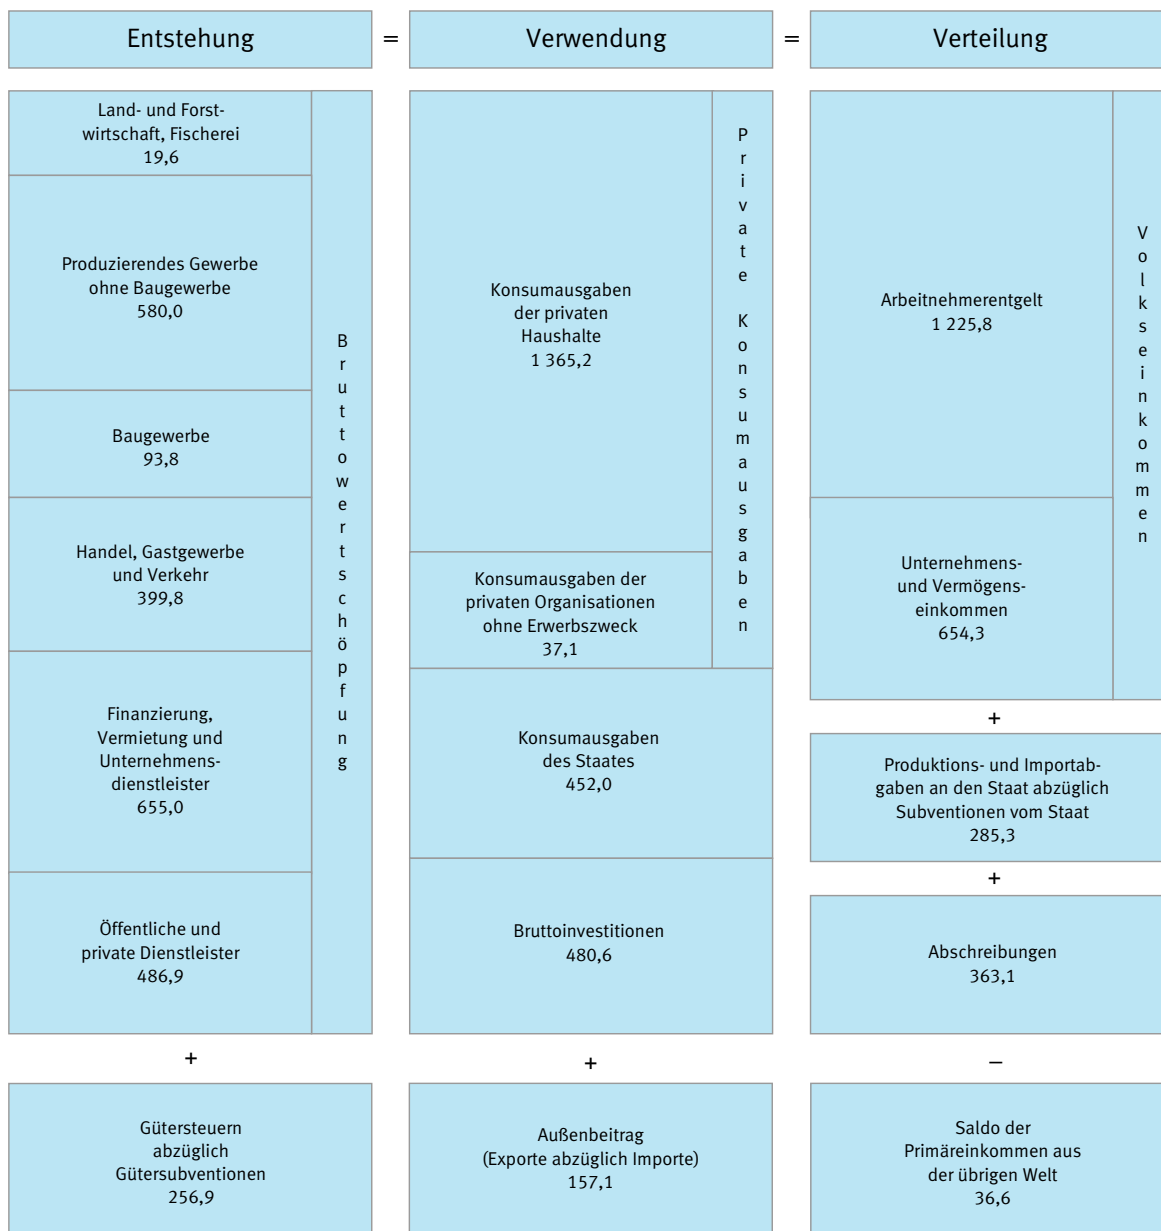 Entstehung
=
Verwendung
=
Verteilung
Land- und Forst-
wirtschaft, Fischerei
19,6
Produzierendes Gewerbe
ohne Baugewerbe
580,0
Baugewerbe
93,8
Handel, Gastgewerbe
und Verkehr
399,8
Finanzierung,
Vermietung und
Unternehmens-
dienstleister
655,0
Öffentliche und
private Dienstleister
486,9
Bruttowertschöpfung
+
Gütersteuern
abzüglich
Gütersubventionen
256,9
Konsumausgaben
der privaten
Haushalte
1 365,2
Konsumausgaben der
privaten Organisationen
ohne Erwerbszweck
37,1
Private Konsumausgaben
Konsumausgaben
des Staates
452,0
Bruttoinvestitionen
480,6
+
Außenbeitrag
(Exporte abzüglich Importe)
157,1
Arbeitnehmerentgelt
1 225,8
Unternehmens-
und Vermögens-
einkommen
654,3
Volkseinkommen
+
Produktions- und Importab-
gaben an den Staat abzüglich
Subventionen vom Staat
285,3
+
Abschreibungen
363,1
–
Saldo der
Primäreinkommen aus
der übrigen Welt
36,6